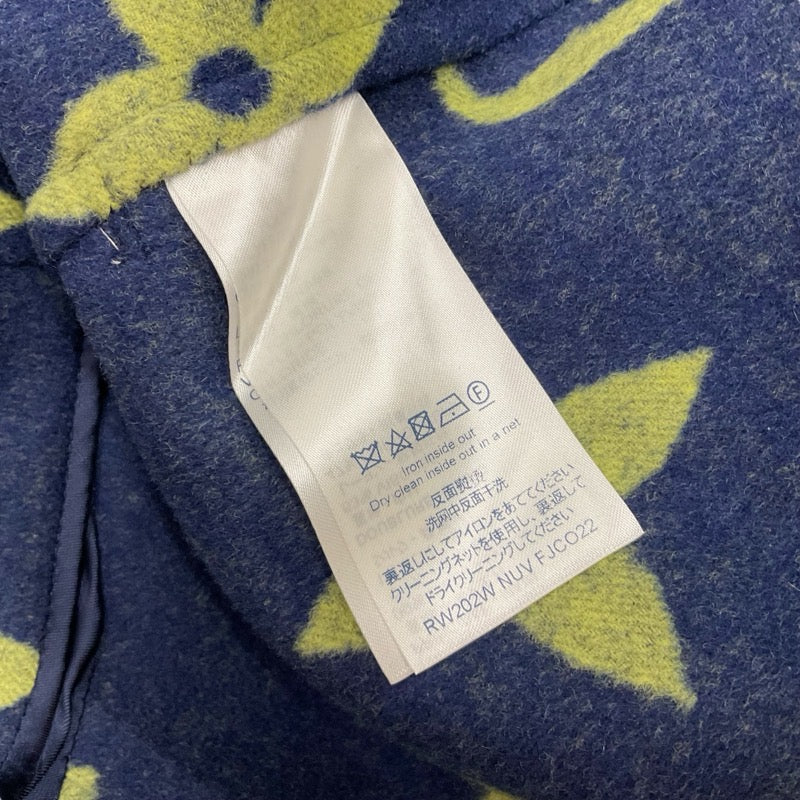 F
Iron inside out
Dry clean inside out in a net
反面熨烫
洗网中反面干洗
裏返しにしてアイロンをあててください
クリーニングネットを使用し、裏返して
ドライクリーニングしてください
RW202W NUV FJCO22